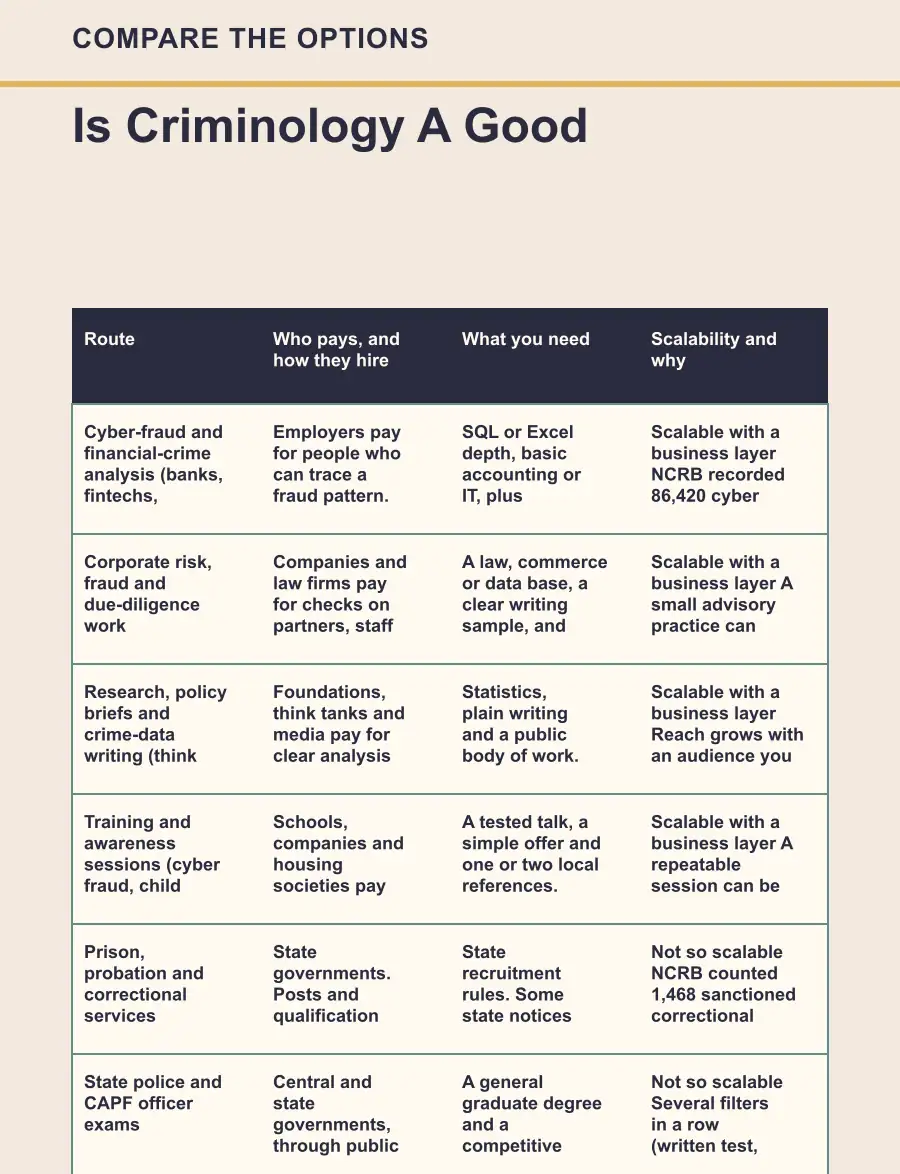 COMPARE THE OPTIONS
Is Criminology A Good
Route
Who pays, and
how they hire
What you need
Scalability and
why
Cyber-fraud and
financial-crime
analysis (banks,
fintechs,
Employers pay
for people who
can trace a
fraud pattern.
SQL or Excel
depth, basic
accounting or
IT, plus
Scalable with a
business layer
NCRB recorded
86,420 cyber
Corporate risk,
fraud and
due-diligence
work
Companies and
law firms pay
for checks on
partners, staff
A law, commerce
or data base, a
clear writing
sample, and
Scalable with a
business layer A
small advisory
practice can
Research, policy
briefs and
crime-data
writing (think
Foundations,
think tanks and
media pay for
clear analysis
Statistics,
plain writing
and a public
body of work.
Scalable with a
business layer
Reach grows with
an audience you
Training and
awareness
sessions (cyber
fraud, child
Schools,
companies and
housing
societies pay
A tested talk, a
simple offer and
one or two local
references.
Scalable with a
business layer A
repeatable
session can be
Prison,
probation and
correctional
services
State
governments.
Posts and
qualification
State
recruitment
rules. Some
state notices
Not so scalable
NCRB counted
1,468 sanctioned
correctional
State police and
CAPF officer
exams
Central and
state
governments,
through public
A general
graduate degree
and a
competitive
Not so scalable
Several filters
in a row
(written test,